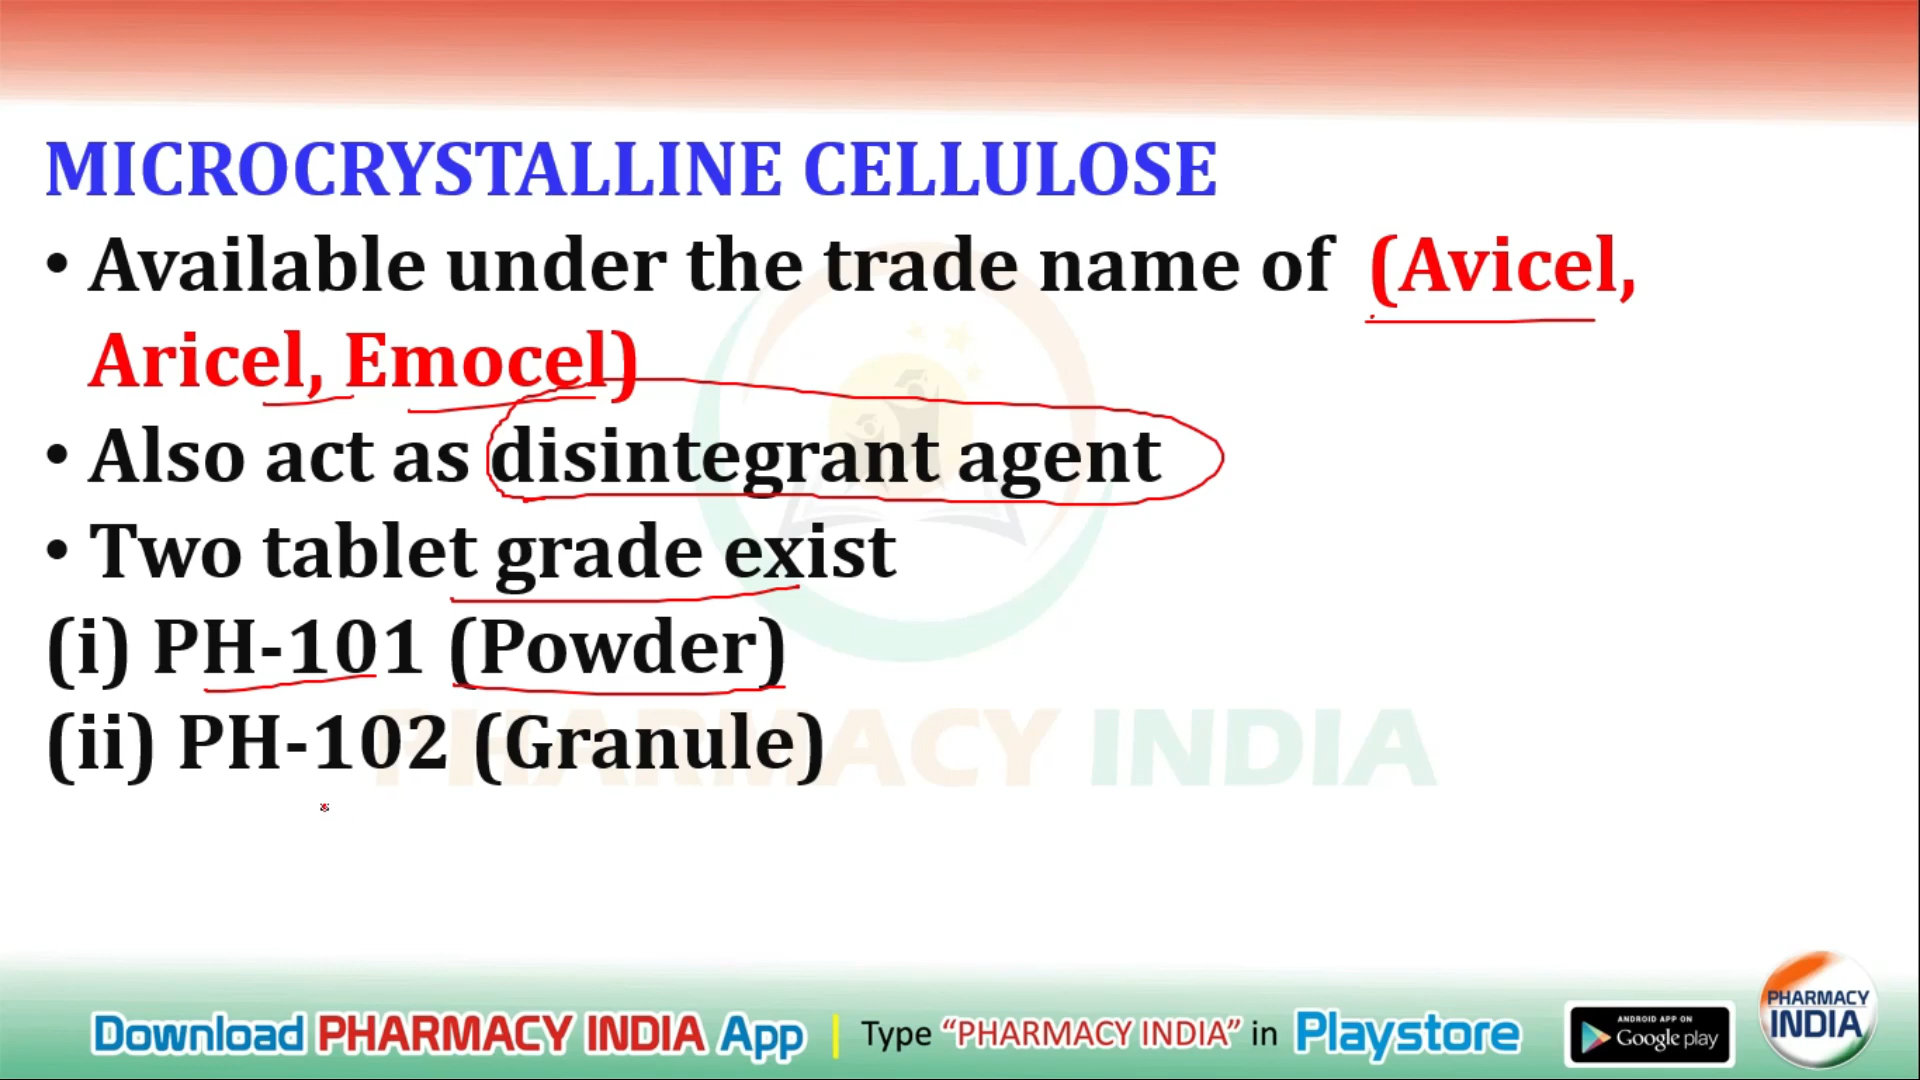 MICROCRYSTALLINE CELLULOSE
• Available under the trade name of (Avicel,
Aricel, Emocel)
• Also act as disintegrant agent
• Two tablet grade exist
(i) PH-101 (Powder)
(ii) PH-102 (Granule)
PHARMACY INDIA
Download PHARMACY INDIA App | Type “PHARMACY INDIA” in Playstore
ANDROID APP ON
Google play
PHARMACY
INDIA